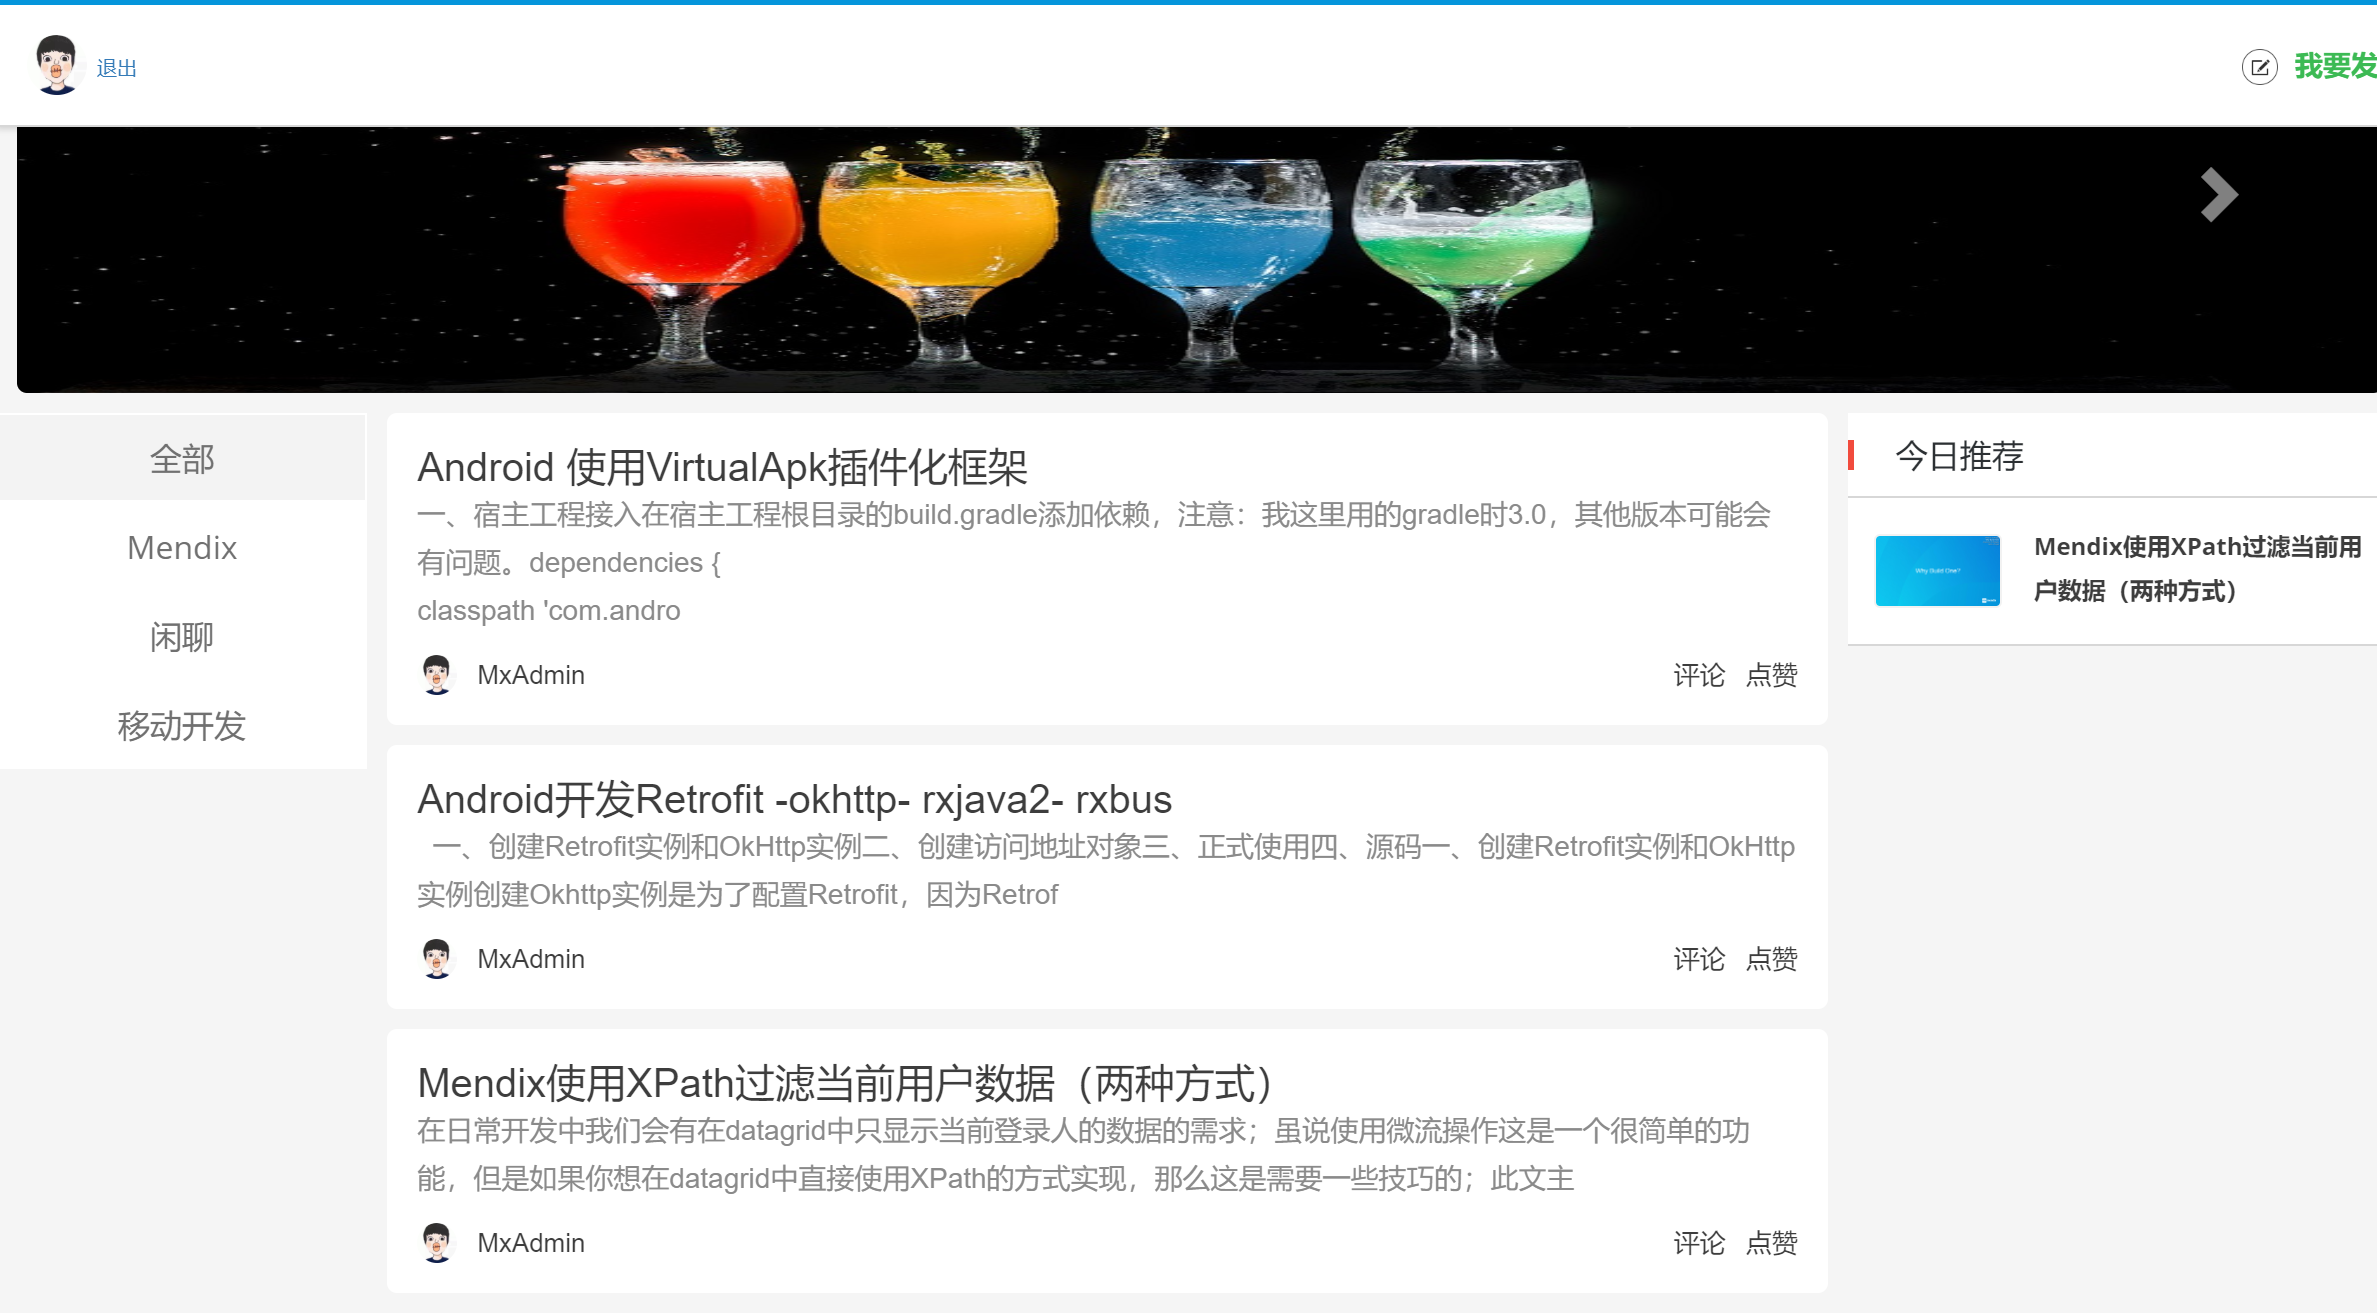 退出
我要发
全部
Mendix
闲聊
移动开发
Android 使用VirtualApk插件化框架
一、宿主工程接入在宿主工程根目录的build.gradle添加依赖，注意：我这里用的gradle时3.0，其他版本可能会
有问题。dependencies {
classpath 'com.andro
MxAdmin
评论 点赞
Android开发Retrofit -okhttp- rxjava2- rxbus
一、创建Retrofit实例和OkHttp实例二、创建访问地址对象三、正式使用四、源码一、创建Retrofit实例和OkHttp
实例创建Okhttp实例是为了配置Retrofit，因为Retrof
MxAdmin
评论 点赞
Mendix使用XPath过滤当前用户数据（两种方式）
在日常开发中我们会有在datagrid中只显示当前登录人的数据的需求；虽说使用微流操作这是一个很简单的功
能，但是如果你想在datagrid中直接使用XPath的方式实现，那么这是需要一些技巧的；此文主
MxAdmin
评论 点赞
今日推荐
Why Build One?
Mendix使用XPath过滤当前用
户数据（两种方式）